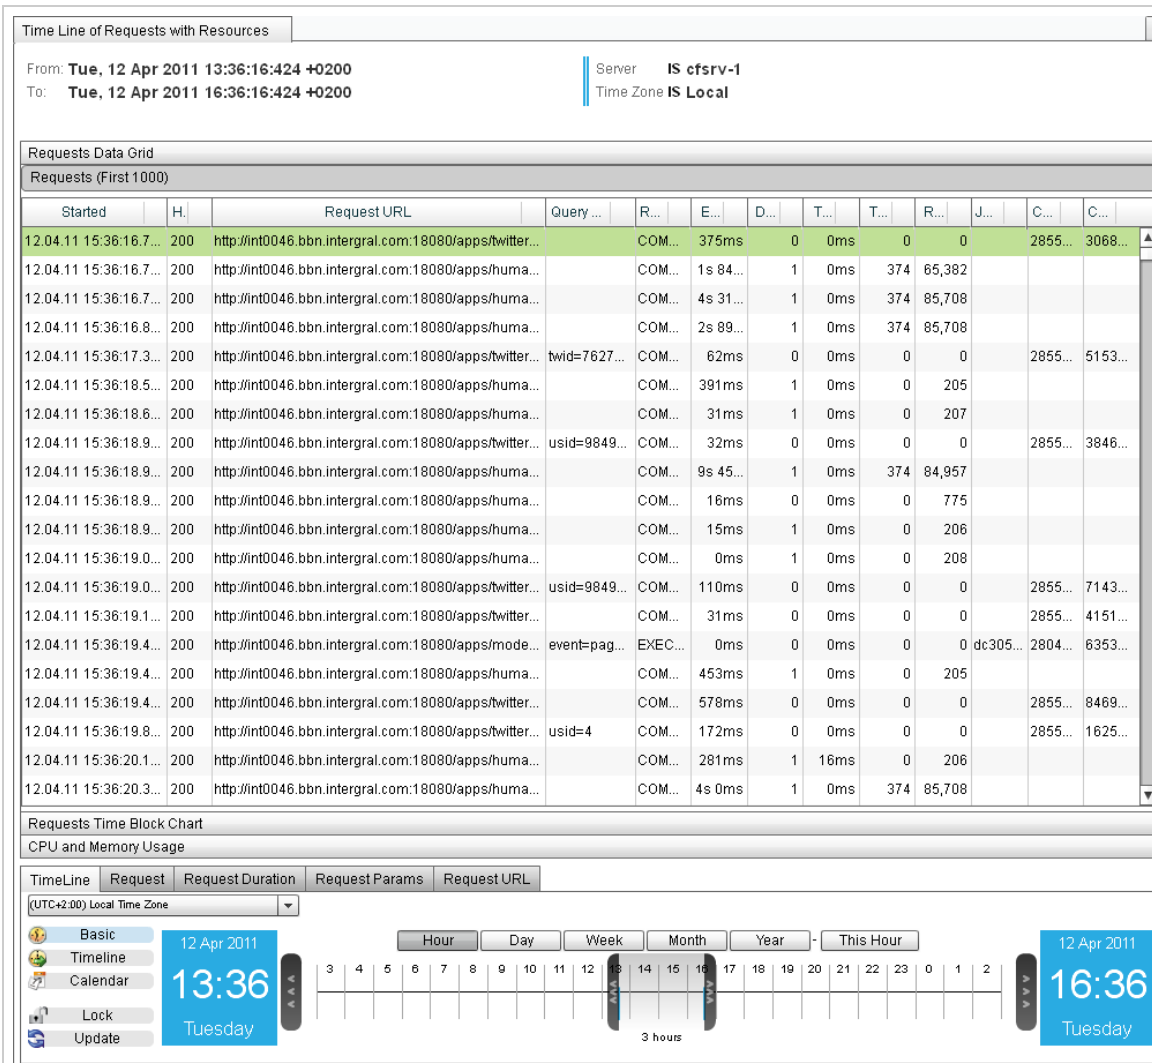 Time Line of Requests with Resources
From: Tue, 12 Apr 2011 13:36:16:424 +0200 Server IS cfsrv-1
To: Tue, 12 Apr 2011 16:36:16:424 +0200 Time Zone IS Local
Requests Data Grid
Requests (First 1000)
Started H. Request URL Query ... R... E... D... T... T... R... J... C... C...
12.04.11 15:36:16.7... 200 http://int0046.bbn.intergral.com:18080/apps/twitter... COM... 375ms 0 0ms 0 0 2855... 3068...
12.04.11 15:36:16.7... 200 http://int0046.bbn.intergral.com:18080/apps/huma... COM... 1s 84... 1 0ms 374 65,382
12.04.11 15:36:16.7... 200 http://int0046.bbn.intergral.com:18080/apps/huma... COM... 4s 31... 1 0ms 374 85,708
12.04.11 15:36:16.8... 200 http://int0046.bbn.intergral.com:18080/apps/huma... COM... 2s 89... 1 0ms 374 85,708
12.04.11 15:36:17.3... 200 http://int0046.bbn.intergral.com:18080/apps/twitter... twid=7627... COM... 62ms 0 0ms 0 0 2855... 5153...
12.04.11 15:36:18.5... 200 http://int0046.bbn.intergral.com:18080/apps/huma... COM... 391ms 1 0ms 0 205
12.04.11 15:36:18.6... 200 http://int0046.bbn.intergral.com:18080/apps/huma... COM... 31ms 1 0ms 0 207
12.04.11 15:36:18.9... 200 http://int0046.bbn.intergral.com:18080/apps/twitter... usid=9849... COM... 32ms 0 0ms 0 0 2855... 3846...
12.04.11 15:36:18.9... 200 http://int0046.bbn.intergral.com:18080/apps/huma... COM... 9s 45... 1 0ms 374 84,957
12.04.11 15:36:18.9... 200 http://int0046.bbn.intergral.com:18080/apps/huma... COM... 16ms 0 0ms 0 775
12.04.11 15:36:18.9... 200 http://int0046.bbn.intergral.com:18080/apps/huma... COM... 15ms 1 0ms 0 206
12.04.11 15:36:19.0... 200 http://int0046.bbn.intergral.com:18080/apps/huma... COM... 0ms 1 0ms 0 208
12.04.11 15:36:19.0... 200 http://int0046.bbn.intergral.com:18080/apps/twitter... usid=9849... COM... 110ms 0 0ms 0 0 2855... 7143...
12.04.11 15:36:19.1... 200 http://int0046.bbn.intergral.com:18080/apps/twitter... COM... 31ms 0 0ms 0 0 2855... 4151...
12.04.11 15:36:19.4... 200 http://int0046.bbn.intergral.com:18080/apps/mode... event=pag... EXEC... 0ms 0 0ms 0 0 dc305... 2804... 6353...
12.04.11 15:36:19.4... 200 http://int0046.bbn.intergral.com:18080/apps/huma... COM... 453ms 1 0ms 0 205
12.04.11 15:36:19.4... 200 http://int0046.bbn.intergral.com:18080/apps/twitter... COM... 578ms 0 0ms 0 0 2855... 8469...
12.04.11 15:36:19.8... 200 http://int0046.bbn.intergral.com:18080/apps/twitter... usid=4 COM... 172ms 0 0ms 0 0 2855... 1625...
12.04.11 15:36:20.1... 200 http://int0046.bbn.intergral.com:18080/apps/huma... COM... 281ms 1 16ms 0 206
12.04.11 15:36:20.3... 200 http://int0046.bbn.intergral.com:18080/apps/huma... COM... 4s 0ms 1 0ms 374 85,708
Requests Time Block Chart
CPU and Memory Usage
TimeLine Request Request Duration Request Params Request URL
(UTC+2:00) Local Time Zone
Basic
Timeline
Calendar
Lock
Update
12 Apr 2011
13:36
Tuesday
Hour Day Week Month Year - This Hour
3 4 5 6 7 8 9 10 11 12 13 14 15 16 17 18 19 20 21 22 23 0 1 2
3 hours
12 Apr 2011
16:36
Tuesday